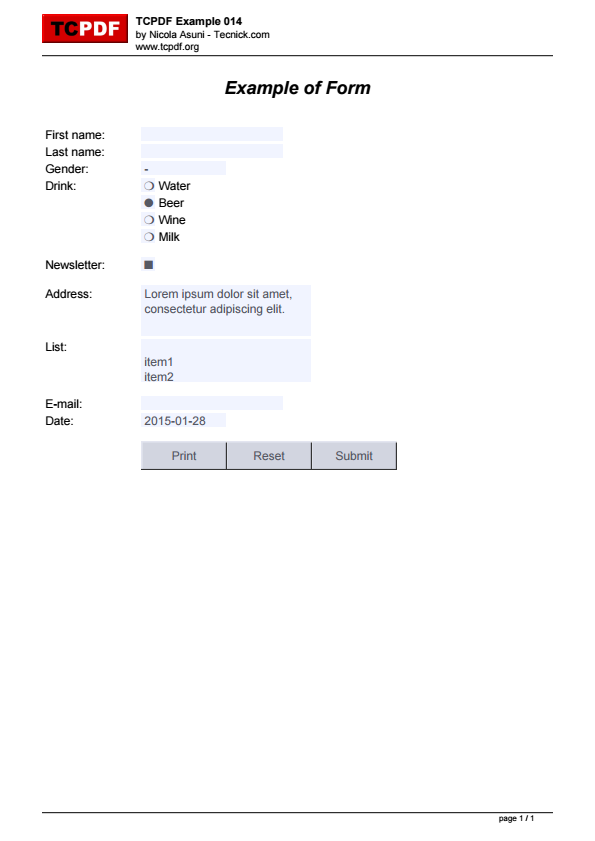 TCPDF
TCPDF Example 014
by Nicola Asuni - Tecnick.com
www.tcpdf.org
Example of Form
First name:
Last name:
Gender: -
Drink: Water
Beer
Wine
Milk
Newsletter:
Address: Lorem ipsum dolor sit amet,
consectetur adipiscing elit.
List:
item1
item2
E-mail:
Date: 2015-01-28
Print Reset Submit
page 1 / 1